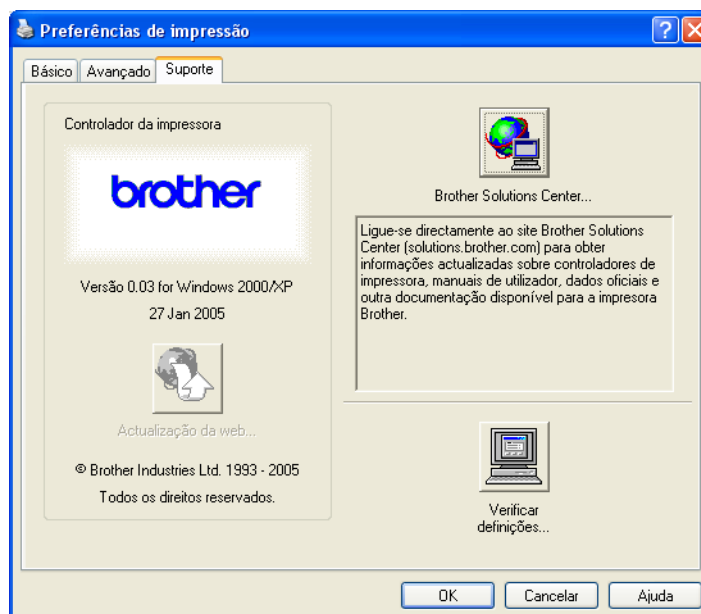 Preferências de impressão
Básico
Avançado
Suporte
Controlador da impressora
brother
Versão 0.03 for Windows 2000/XP
27 Jan 2005
Actualização da web...
© Brother Industries Ltd. 1993 - 2005
Todos os direitos reservados.
Brother Solutions Center...
Ligue-se directamente ao site Brother Solutions
Center (solutions.brother.com) para obter
informações actualizadas sobre controladores de
impressora, manuais de utilizador, dados oficiais e
outra documentação disponível para a impresora
Brother.
Verificar
definições...
OK
Cancelar
Ajuda